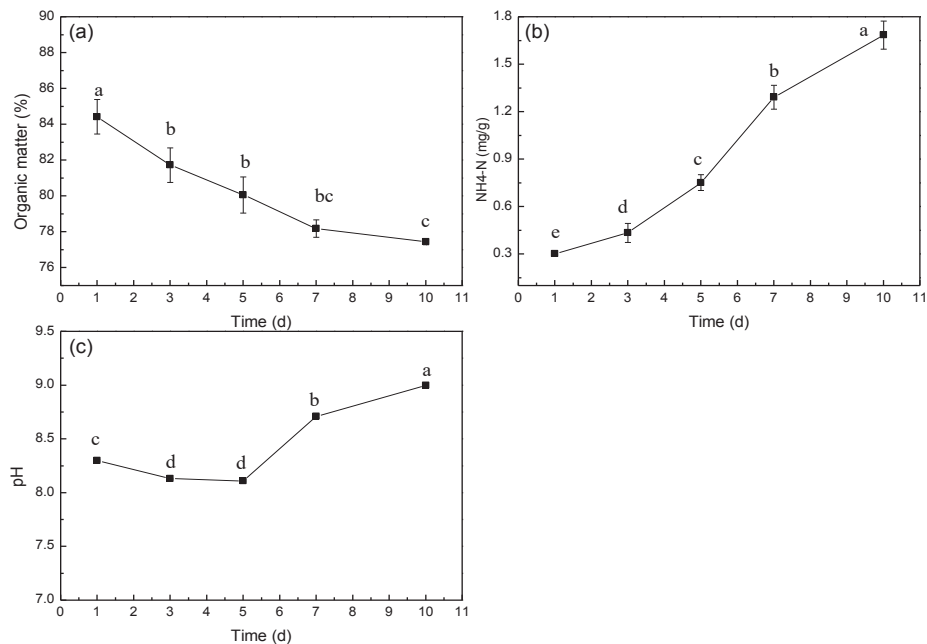 (a)
90
88
86
84
82
80
78
76
Organic matter (%)
a
b
b
bc
c
0 1 2 3 4 5 6 7 8 9 10 11
Time (d)
(b)
1.8
1.5
1.2
0.9
0.6
0.3
NH4-N (mg/g)
e
d
c
b
a
0 1 2 3 4 5 6 7 8 9 10 11
Time (d)
(c)
9.5
9.0
8.5
8.0
7.5
7.0
pH
c
d
d
b
a
0 1 2 3 4 5 6 7 8 9 10 11
Time (d)